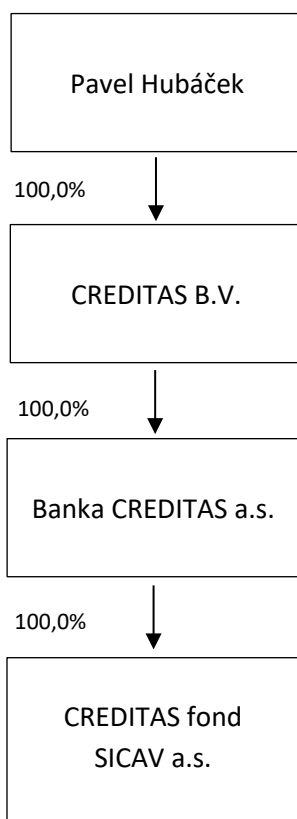 Pavel Hubáček
100,0%
CREDITAS B.V.
100,0%
Banka CREDITAS a.s.
100,0%
CREDITAS fond
SICAV a.s.